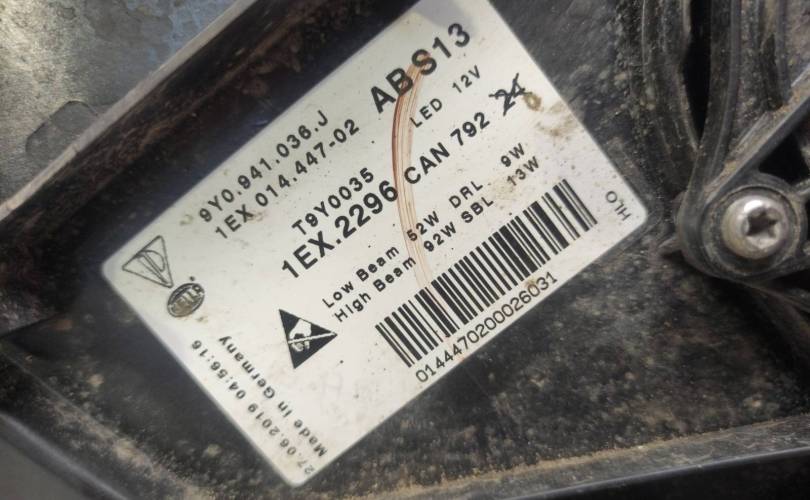 9Y0.941.036.J
1EX 014.447-02
ABS13
T9Y0035
LED 12V
1EX.2296 CAN 792 24
Low Beam 52W DRL 9W
High Beam 92W SBL 13W
0144470200026031
HLO
HELLA
Made in Germany
27.06.2019 04:56:16